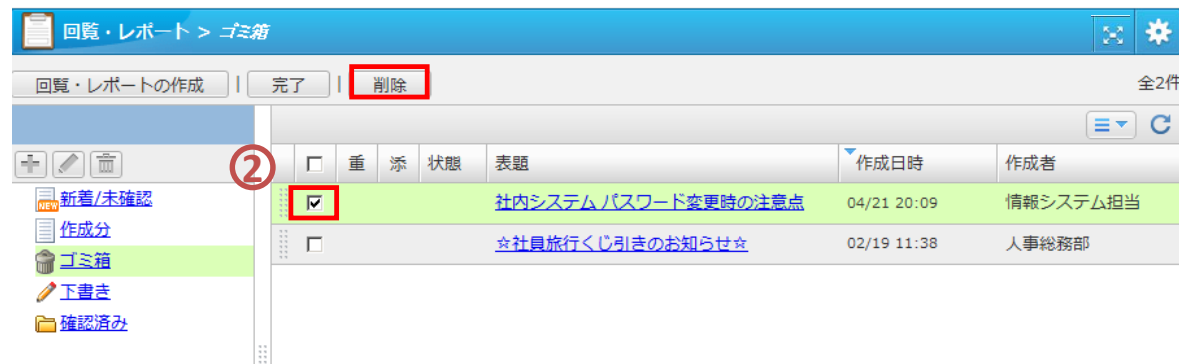 回覧・レポート > ゴミ箱
回覧・レポートの作成 | 完了 | 削除 全2件
② 重 添 状態 表題 作成日時 作成者
NEW 新着/未確認 社内システム パスワード変更時の注意点 04/21 20:09 情報システム担当
作成分 ☆社員旅行くじ引きのお知らせ☆ 02/19 11:38 人事総務部
ゴミ箱
下書き
確認済み